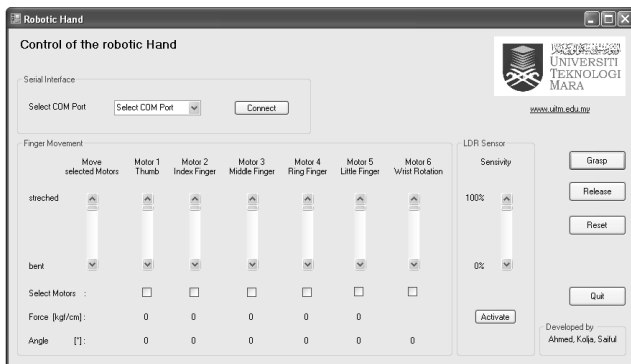 Robotic Hand
Control of the robotic Hand
UNIVERSITI
TEKNOLOGI
MARA
www.uitm.edu.my
Serial Interface
Select COM Port Select COM Port Connect
Finger Movement
Move selected Motors
Motor 1 Thumb
Motor 2 Index Finger
Motor 3 Middle Finger
Motor 4 Ring Finger
Motor 5 Little Finger
Motor 6 Wrist Rotation
streched
bent
Select Motors :
Force [kgf/cm] : 0 0 0 0 0
Angle [°] : 0 0 0 0 0 0
LDR Sensor
Sensivity
100%
0%
Activate
Grasp
Release
Reset
Quit
Developed by
Ahmed, Kolja, Saiful